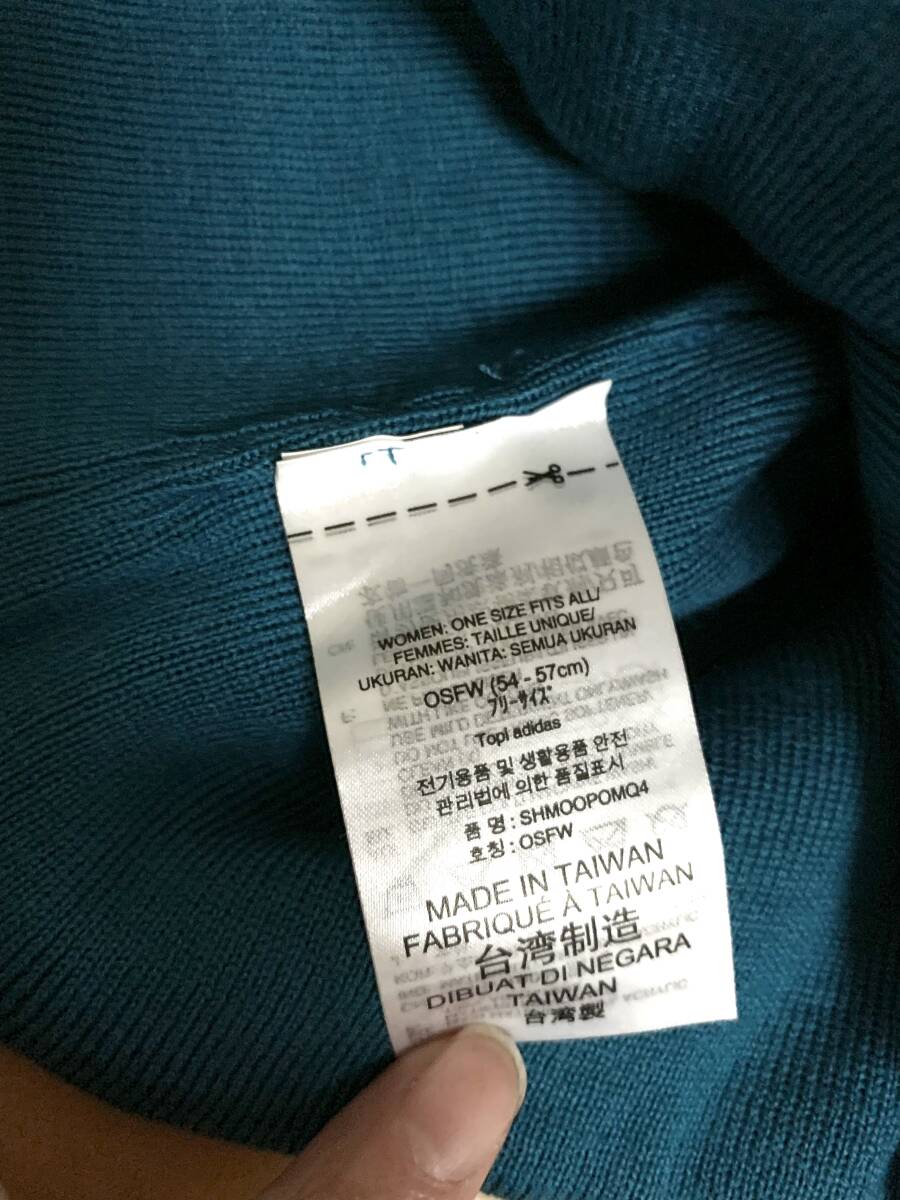 WOMEN: ONE SIZE FITS ALL/
FEMMES: TAILLE UNIQUE/
UKURAN: WANITA: SEMUA UKURAN
OSFW (54 - 57cm)
フリーサイズ
Topi adidas
전기용품 및 생활용품 안전
관리법에 의한 품질표시
품 명 : SHMOOPOMQ4
호칭 : OSFW
MADE IN TAIWAN
FABRIQUÉ À TAIWAN
台湾制造
DIBUAT DI NEGARA
TAIWAN
台湾製